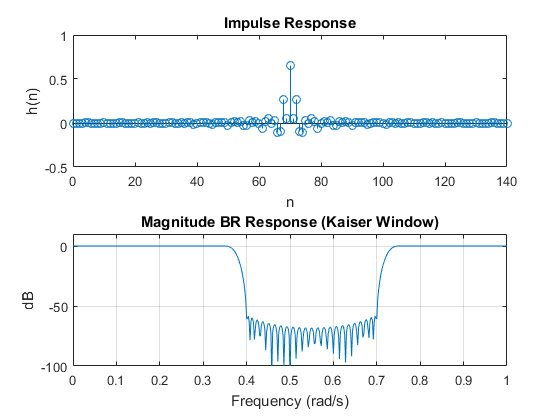 Impulse Response
1
0.5
0
-0.5
h(n)
0 20 40 60 80 100 120 140
n
Magnitude BR Response (Kaiser Window)
0
-50
-100
dB
0 0.1 0.2 0.3 0.4 0.5 0.6 0.7 0.8 0.9 1
Frequency (rad/s)